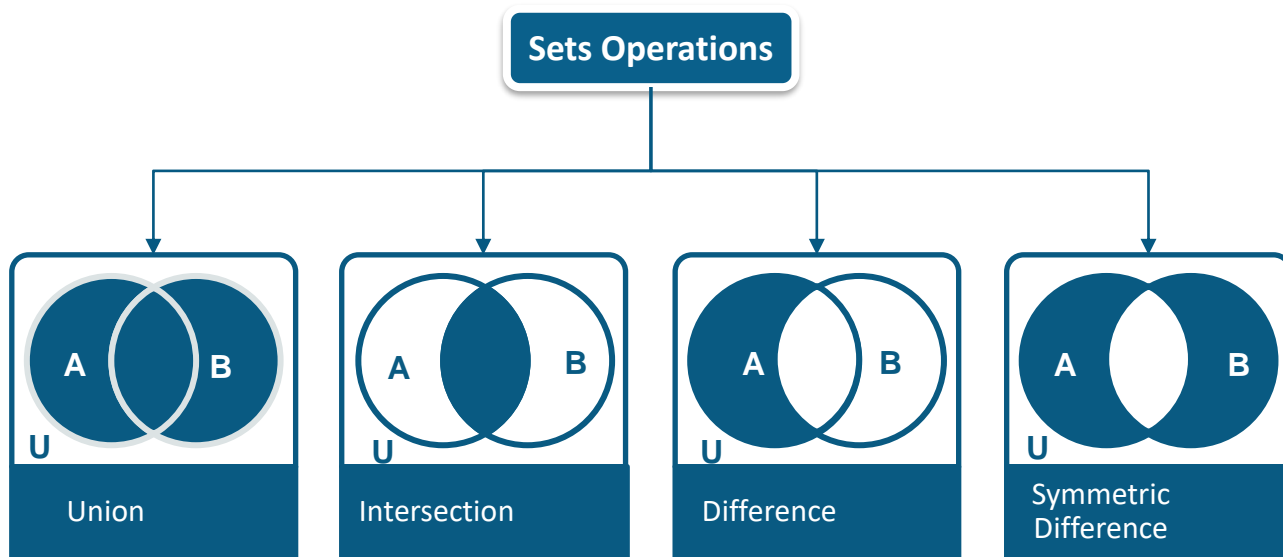 Sets Operations
A
B
U
Union
A
B
U
Intersection
A
B
U
Difference
A
B
U
Symmetric
Difference